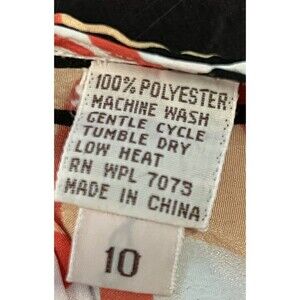 100% POLYESTER
MACHINE WASH
GENTLE CYCLE
TUMBLE DRY
LOW HEAT
RN WPL 7073
MADE IN CHINA
10